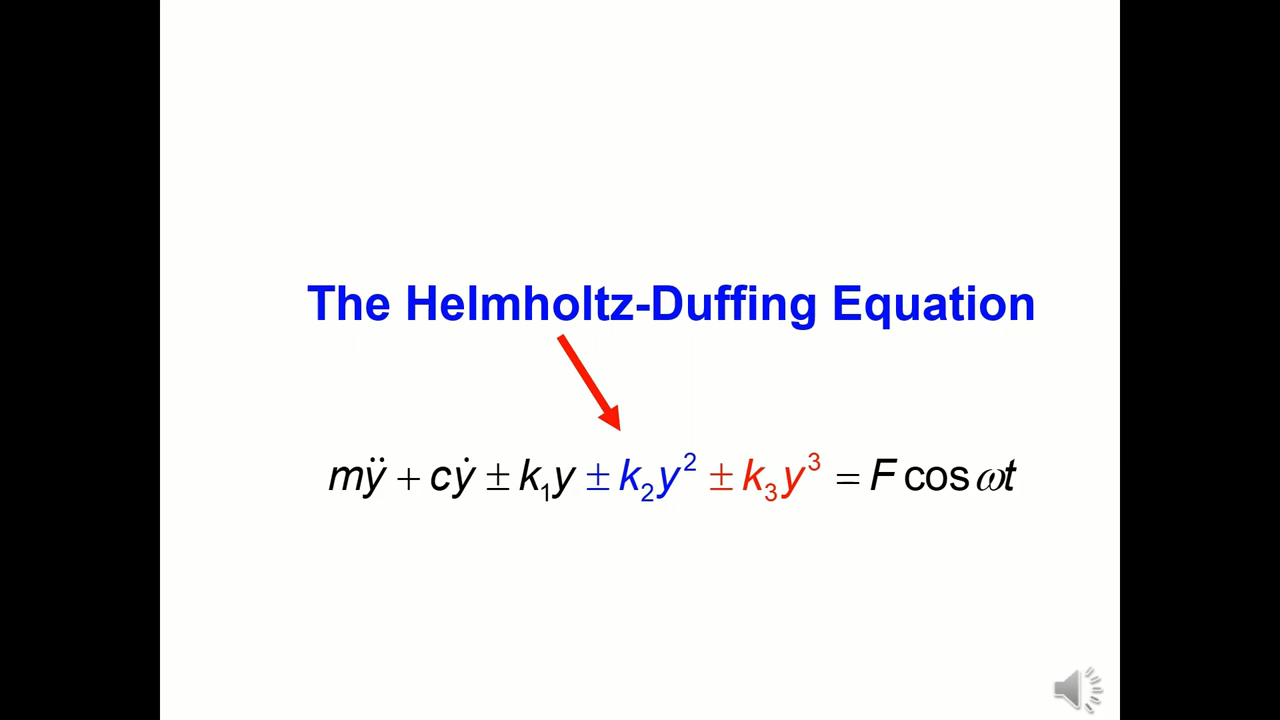 The Helmholtz-Duffing Equation
mÿ + cẏ ± k₁y ± k₂y² ± k₃y³ = F cos ωt